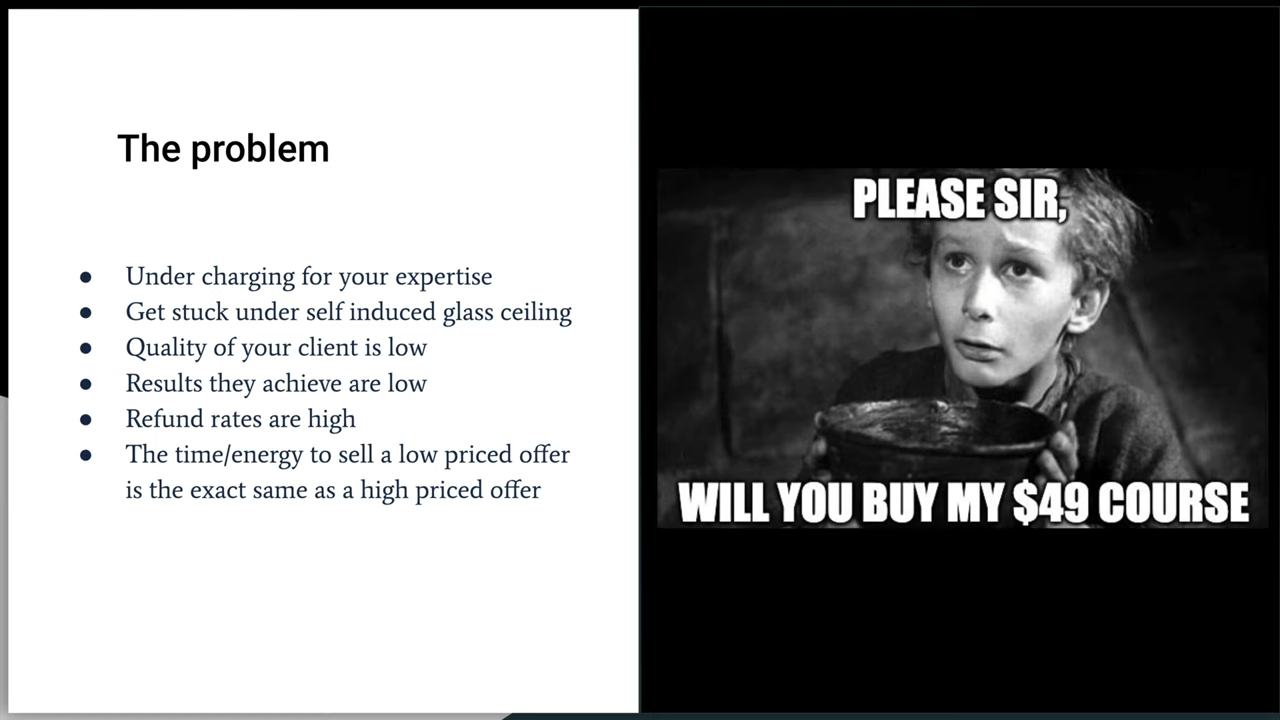 The problem
● Under charging for your expertise
● Get stuck under self induced glass ceiling
● Quality of your client is low
● Results they achieve are low
● Refund rates are high
● The time/energy to sell a low priced offer
is the exact same as a high priced offer
PLEASE SIR,
WILL YOU BUY MY $49 COURSE